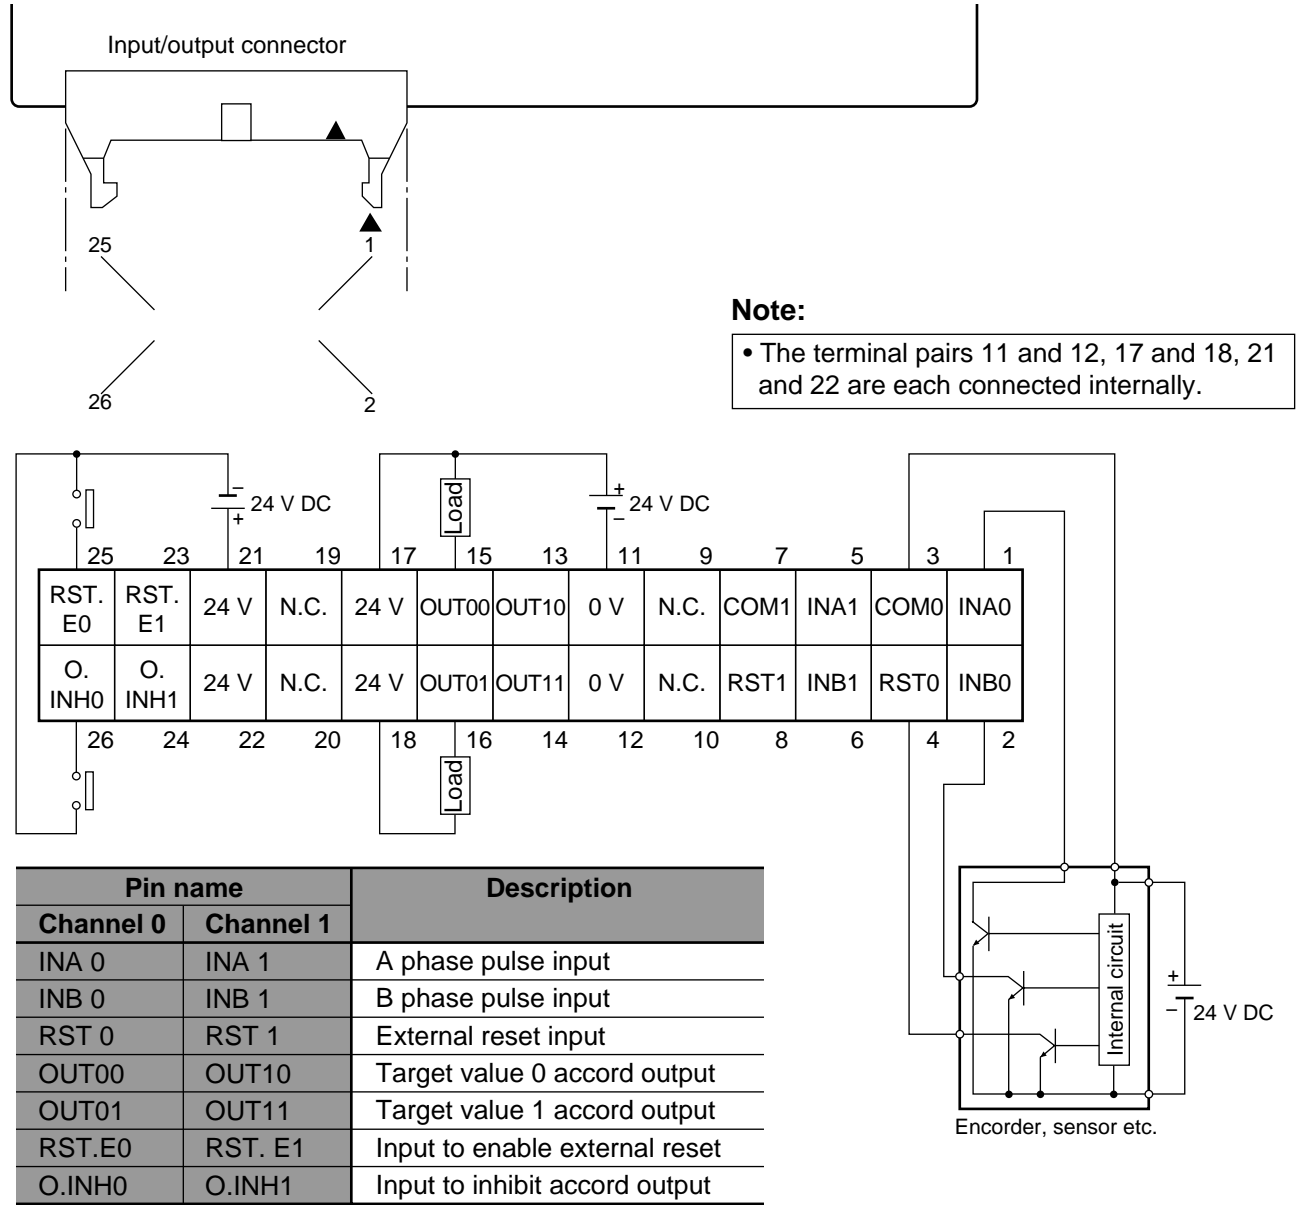 Input/output connector
25 1
26 2
Note:
• The terminal pairs 11 and 12, 17 and 18, 21
and 22 are each connected internally.
− 24 V DC +
Load
+ 24 V DC −
25 23 21 19 17 15 13 11 9 7 5 3 1
RST. E0 RST. E1 24 V N.C. 24 V OUT00 OUT10 0 V N.C. COM1 INA1 COM0 INA0
O. INH0 O. INH1 24 V N.C. 24 V OUT01 OUT11 0 V N.C. RST1 INB1 RST0 INB0
26 24 22 20 18 16 14 12 10 8 6 4 2
Load
Pin name Description
Channel 0 Channel 1
INA 0 INA 1 A phase pulse input
INB 0 INB 1 B phase pulse input
RST 0 RST 1 External reset input
OUT00 OUT10 Target value 0 accord output
OUT01 OUT11 Target value 1 accord output
RST.E0 RST. E1 Input to enable external reset
O.INH0 O.INH1 Input to inhibit accord output
Internal circuit
+ − 24 V DC
Encorder, sensor etc.